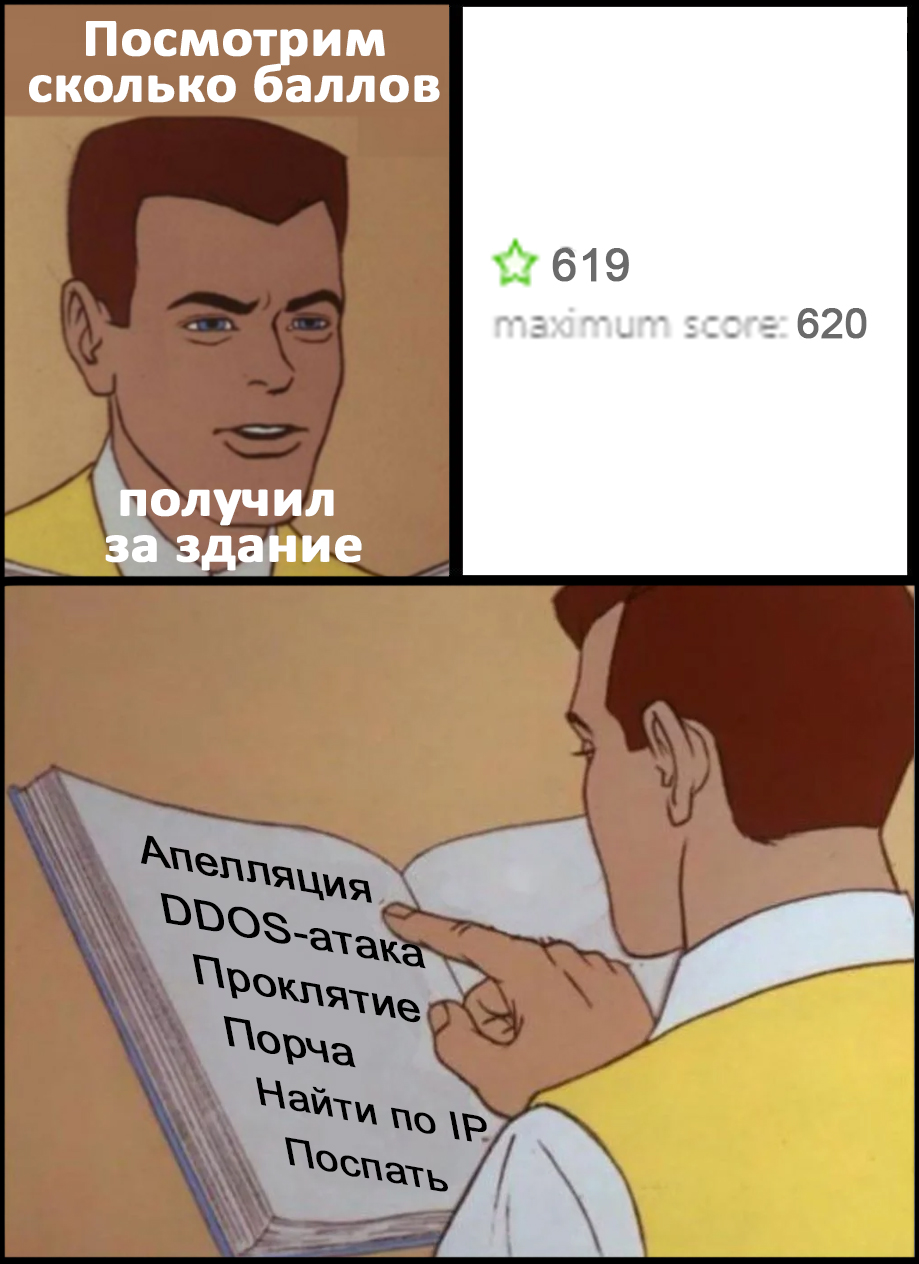 Посмотрим
сколько баллов
получил
за здание
619
maximum score: 620
Апелляция
DDOS-атака
Проклятие
Порча
Найти по IP
Поспать